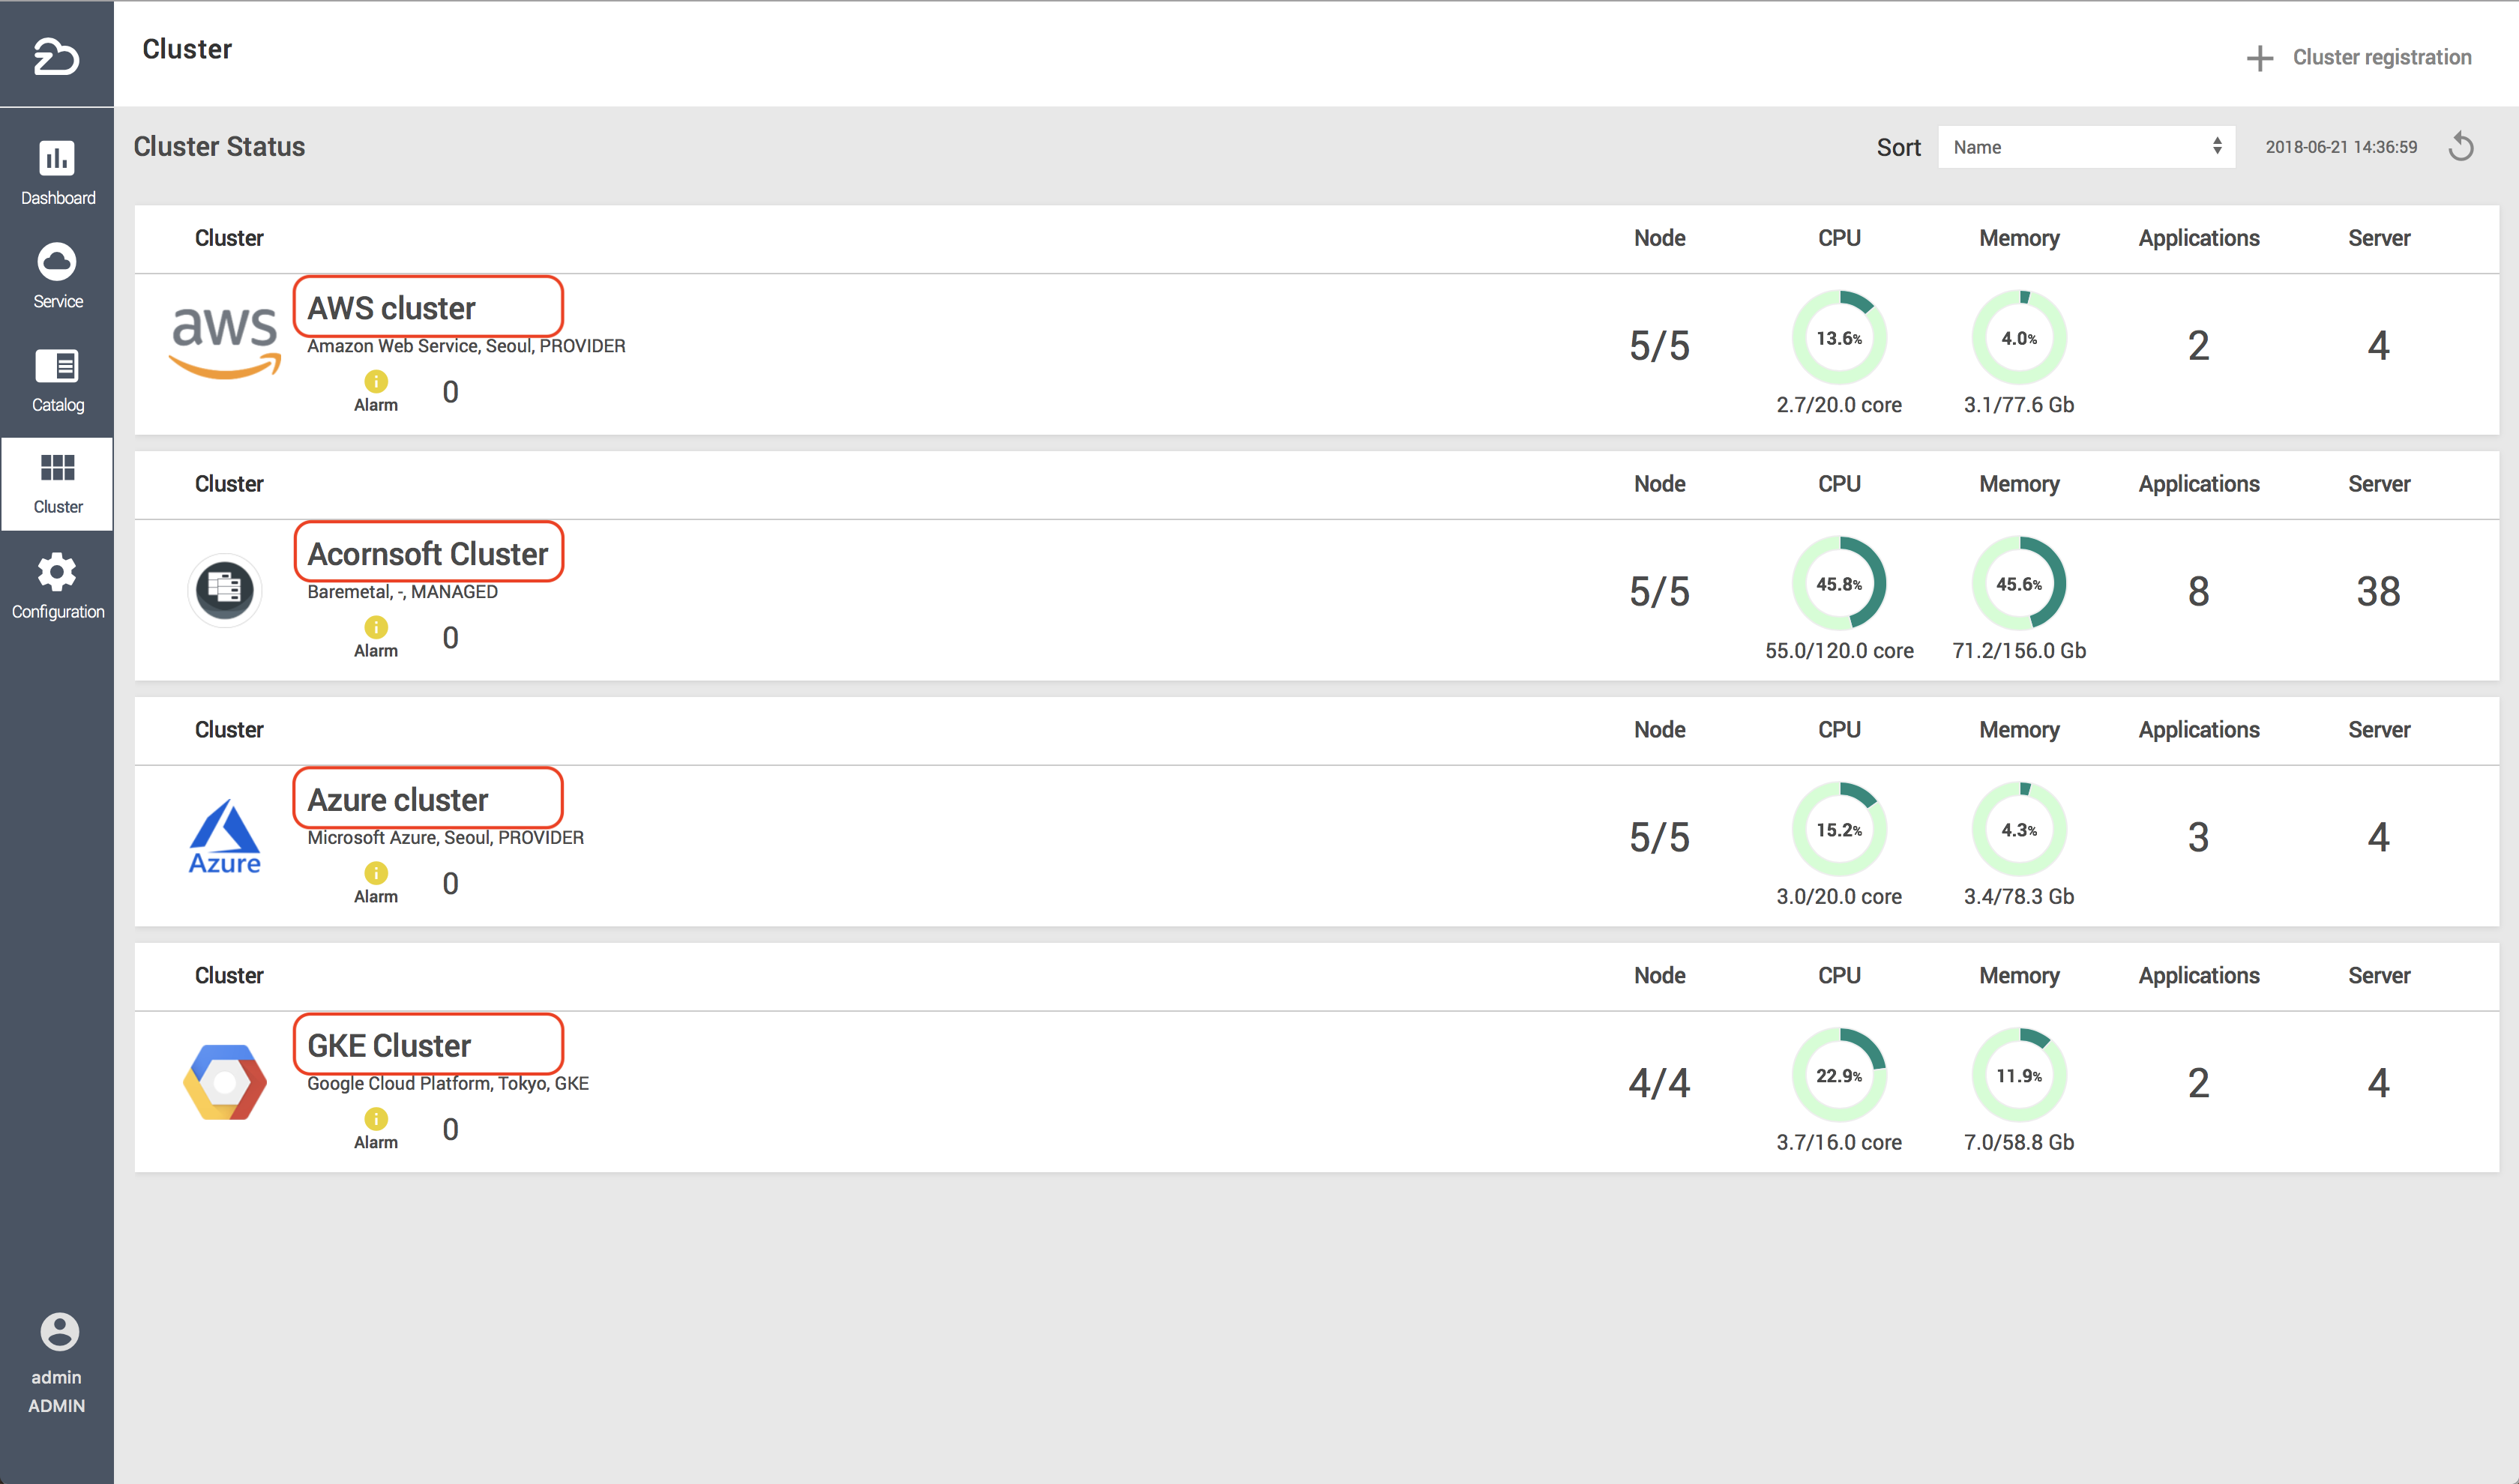 Cluster
Cluster registration
Dashboard
Service
Catalog
Cluster
Configuration
admin
ADMIN
Cluster Status
Sort Name 2018-06-21 14:36:59
Cluster Node CPU Memory Applications Server
aws
AWS cluster
Amazon Web Service, Seoul, PROVIDER
Alarm 0
5/5
13.6%
2.7/20.0 core
4.0%
3.1/77.6 Gb
2
4
Cluster Node CPU Memory Applications Server
Acornsoft Cluster
Baremetal, -, MANAGED
Alarm 0
5/5
45.8%
55.0/120.0 core
45.6%
71.2/156.0 Gb
8
38
Cluster Node CPU Memory Applications Server
Azure
Azure cluster
Microsoft Azure, Seoul, PROVIDER
Alarm 0
5/5
15.2%
3.0/20.0 core
4.3%
3.4/78.3 Gb
3
4
Cluster Node CPU Memory Applications Server
GKE Cluster
Google Cloud Platform, Tokyo, GKE
Alarm 0
4/4
22.9%
3.7/16.0 core
11.9%
7.0/58.8 Gb
2
4